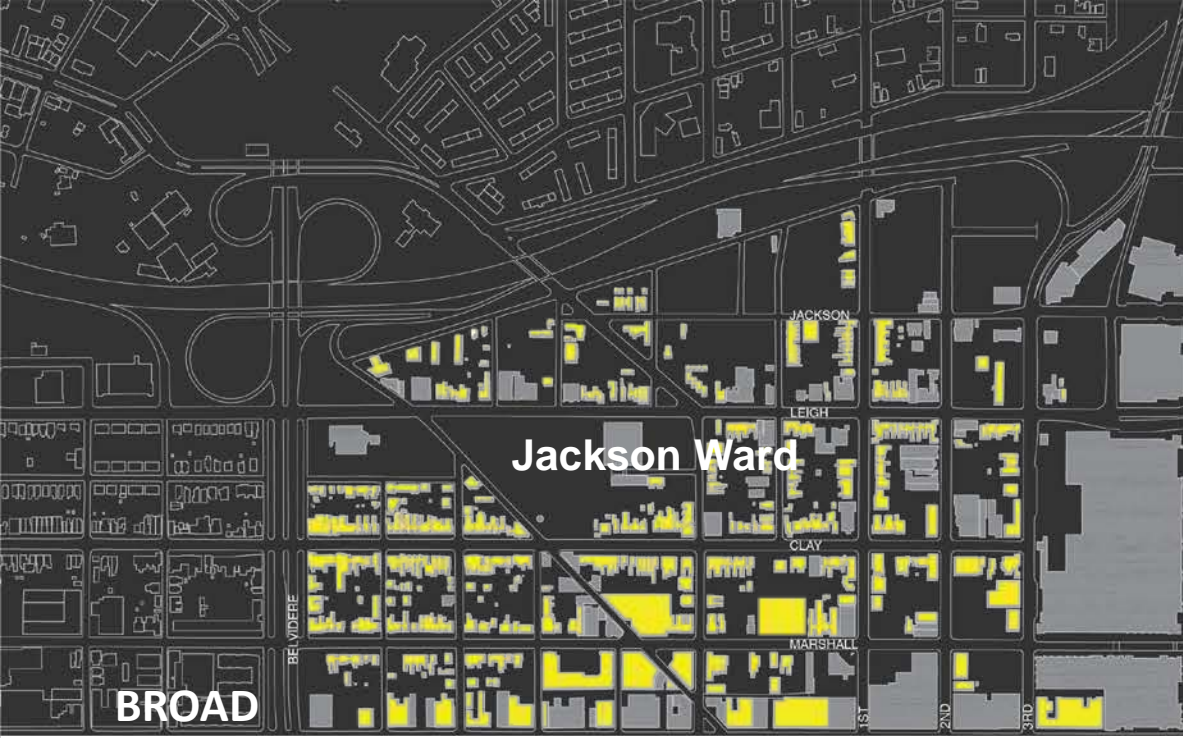 JACKSON
LEIGH
Jackson Ward
CLAY
BELVIDERE
MARSHALL
BROAD
1ST
2ND
3RD